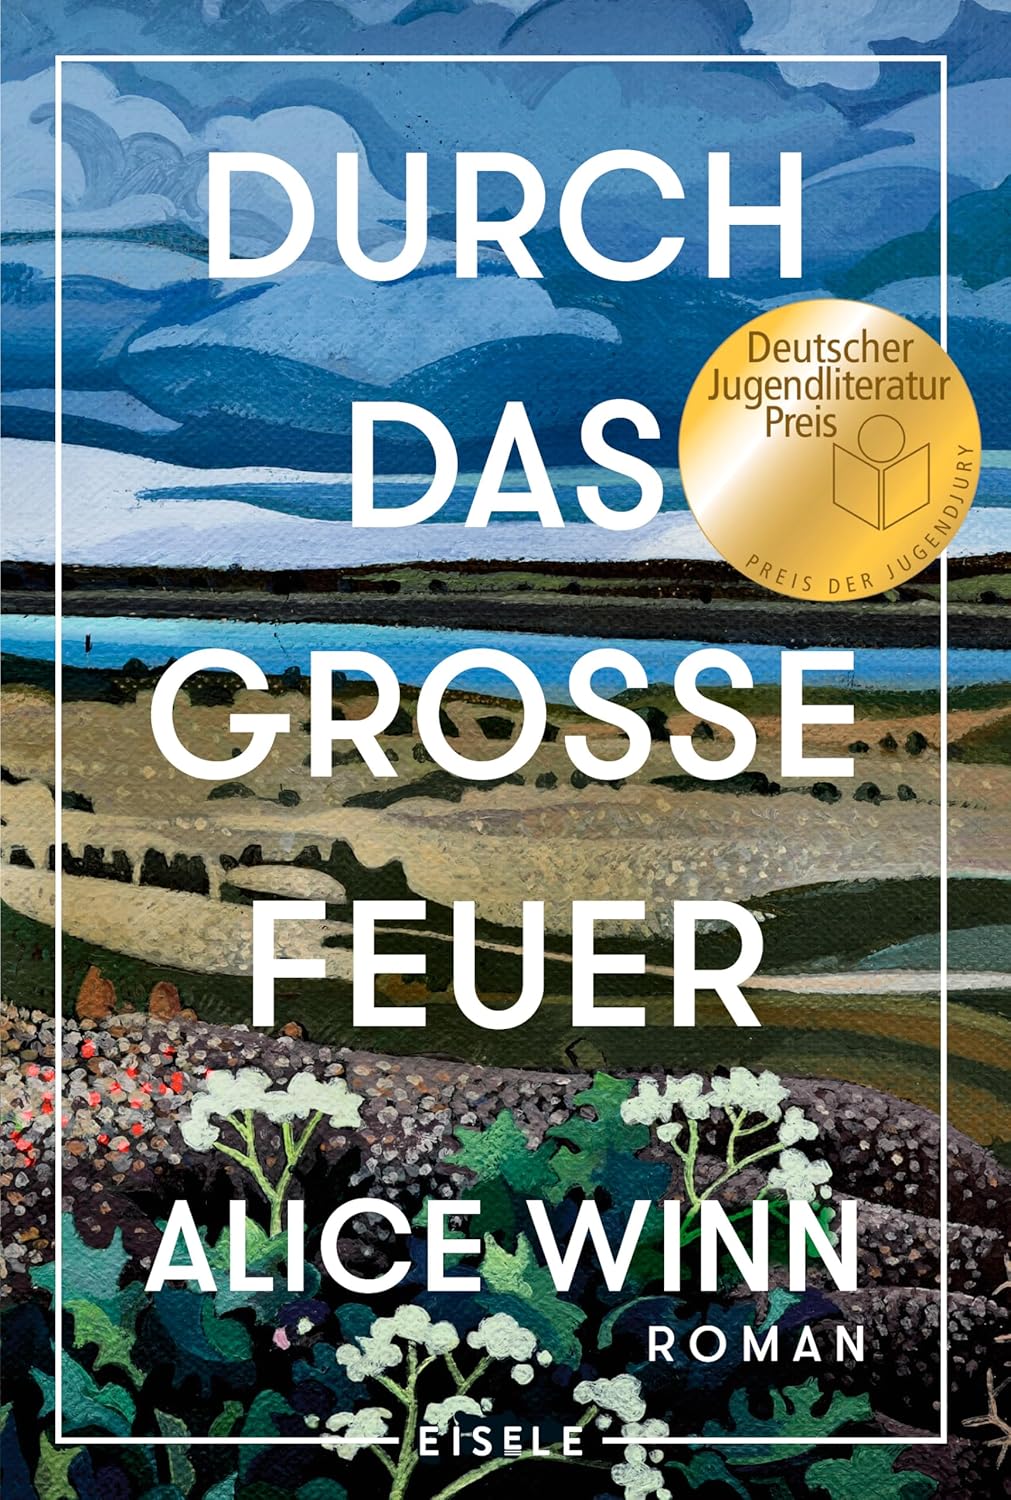 DURCH
DAS
Deutscher
Jugendliteratur
Preis
PREIS DER JUGENDJURY
GROSSE
FEUER
ALICE WINN
ROMAN
EISELE